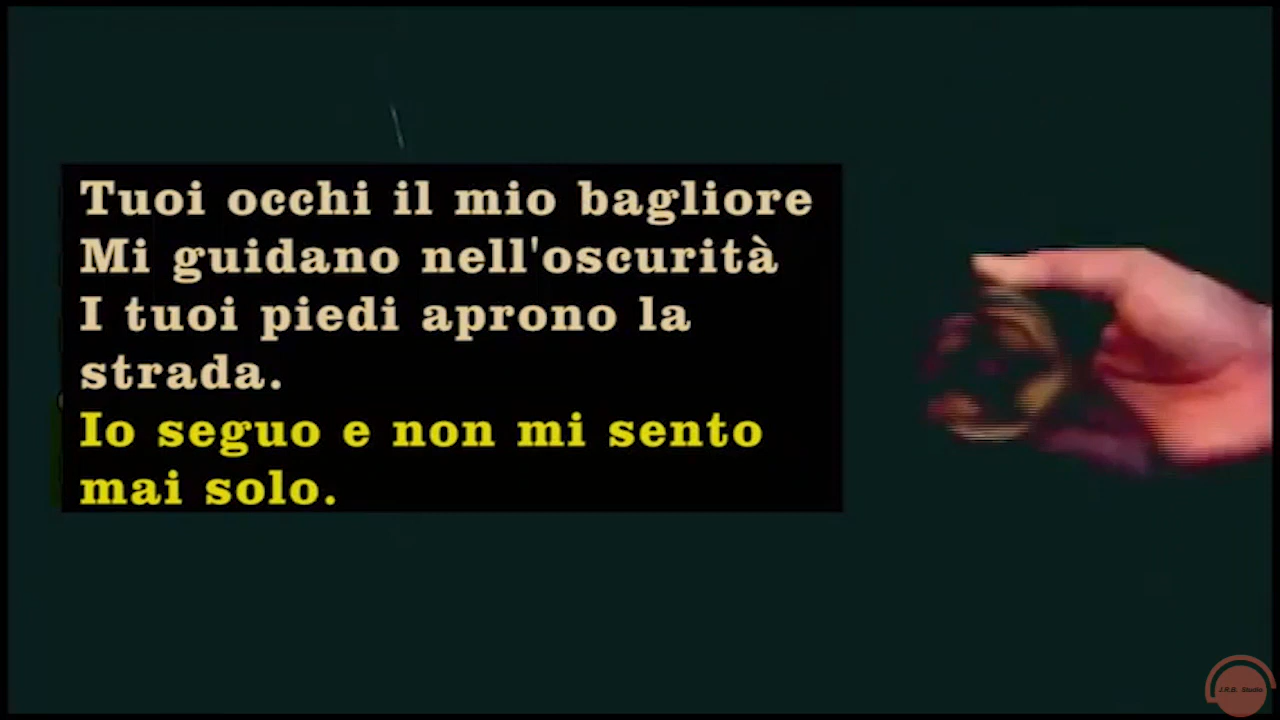 Tuoi occhi il mio bagliore
Mi guidano nell'oscurità
I tuoi piedi aprono la
strada.
Io seguo e non mi sento
mai solo.
J.R.B. Studio